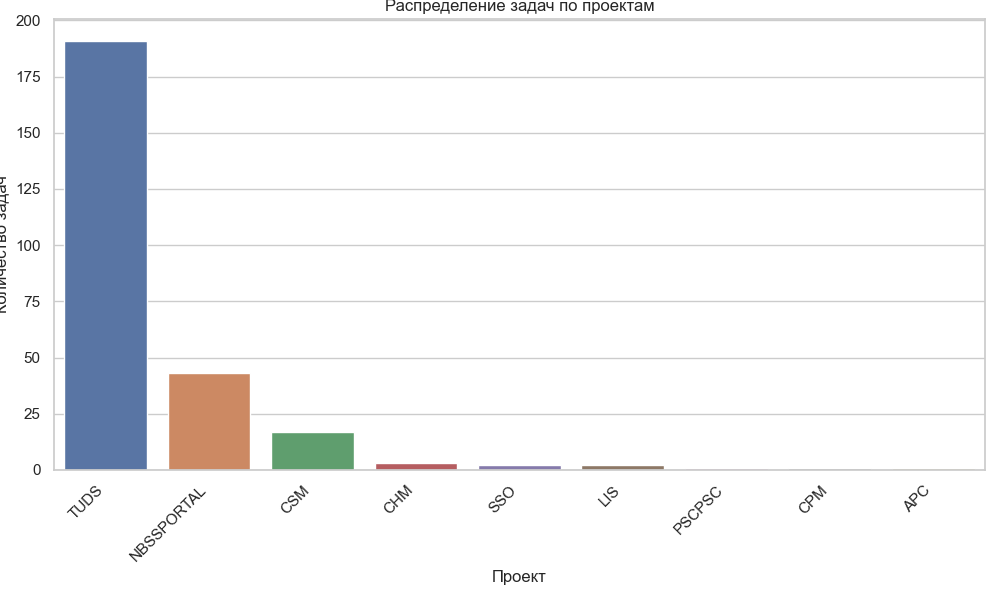 Распределение задач по проектам
Количество задач
200
175
150
125
100
75
50
25
0
TUDS
NBSSPORTAL
CSM
CHM
SSO
LIS
PSCPSC
CPM
APC
Проект